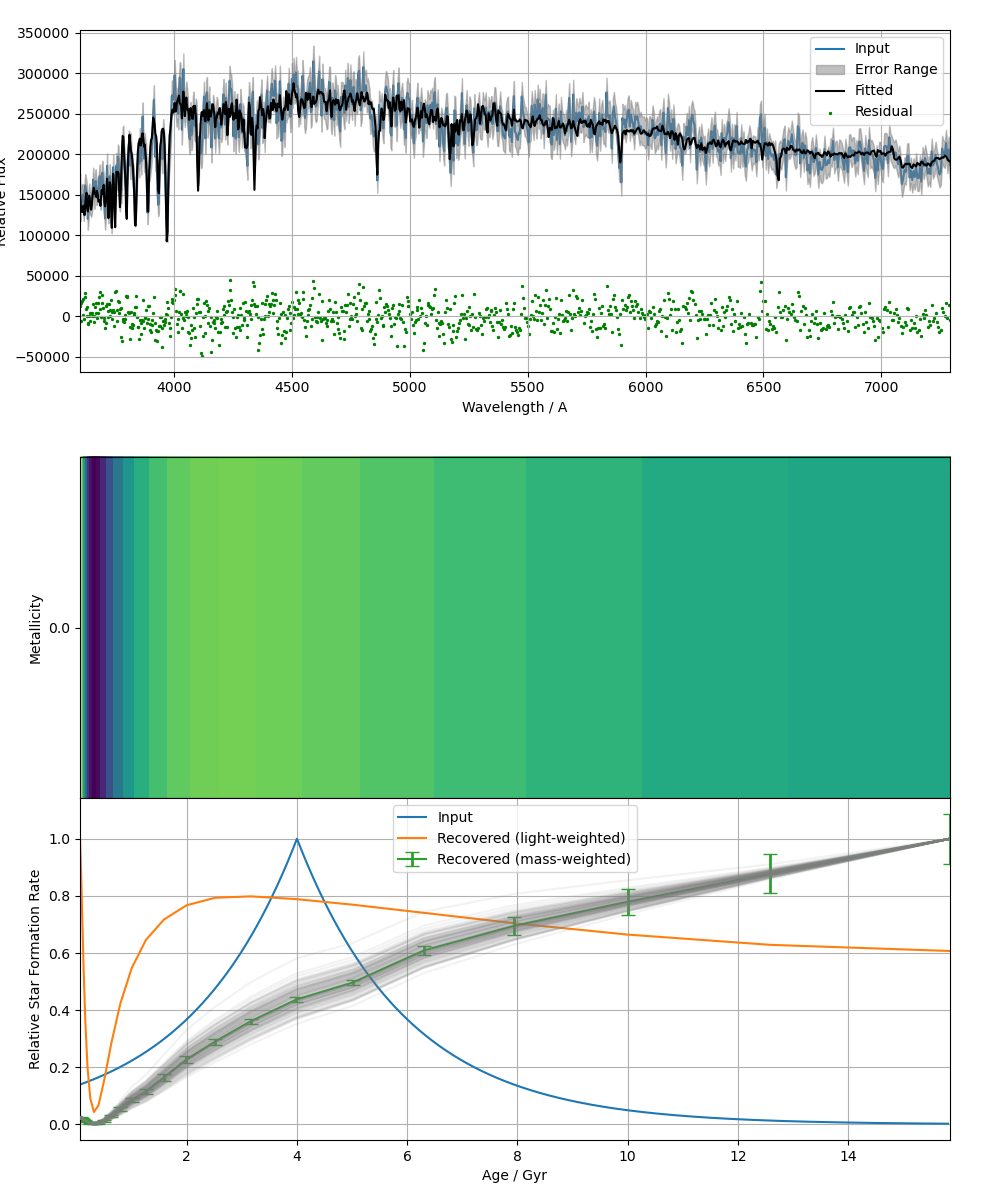 350000
300000
250000
200000
150000
100000
50000
0
−50000
Input
Error Range
Fitted
Residual
4000
4500
5000
5500
6000
6500
7000
Wavelength / A
Metallicity
0.0
Input
Recovered (light-weighted)
Recovered (mass-weighted)
Relative Star Formation Rate
1.0
0.8
0.6
0.4
0.2
0.0
2
4
6
8
10
12
14
Age / Gyr